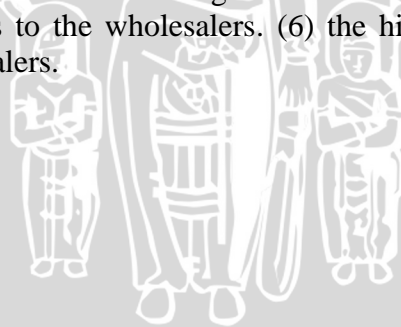 s to the wholesalers. (6) the hi
alers.